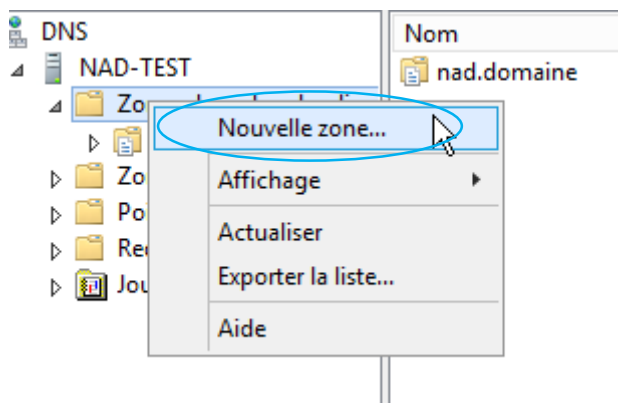 DNS
Nom
NAD-TEST
nad.domaine
Nouvelle zone...
Affichage
Actualiser
Exporter la liste...
Aide